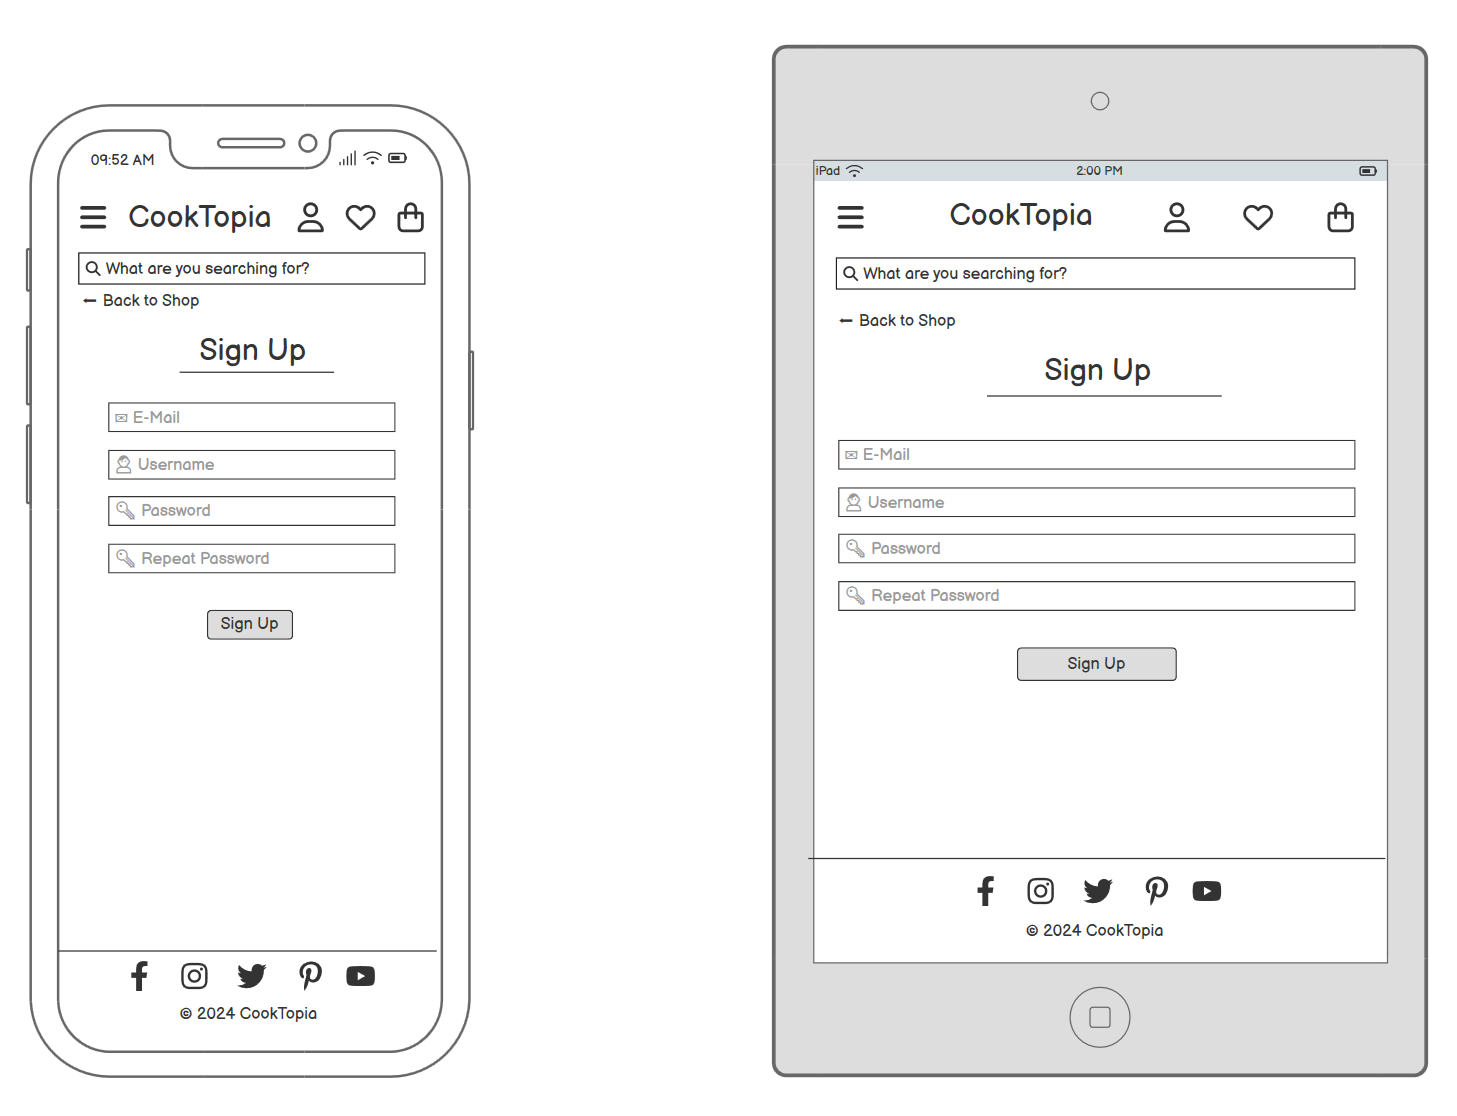 09:52 AM
CookTopia
What are you searching for?
Back to Shop
Sign Up
E-Mail
Username
Password
Repeat Password
Sign Up
© 2024 CookTopia
iPad
2:00 PM
CookTopia
What are you searching for?
Back to Shop
Sign Up
E-Mail
Username
Password
Repeat Password
Sign Up
© 2024 CookTopia